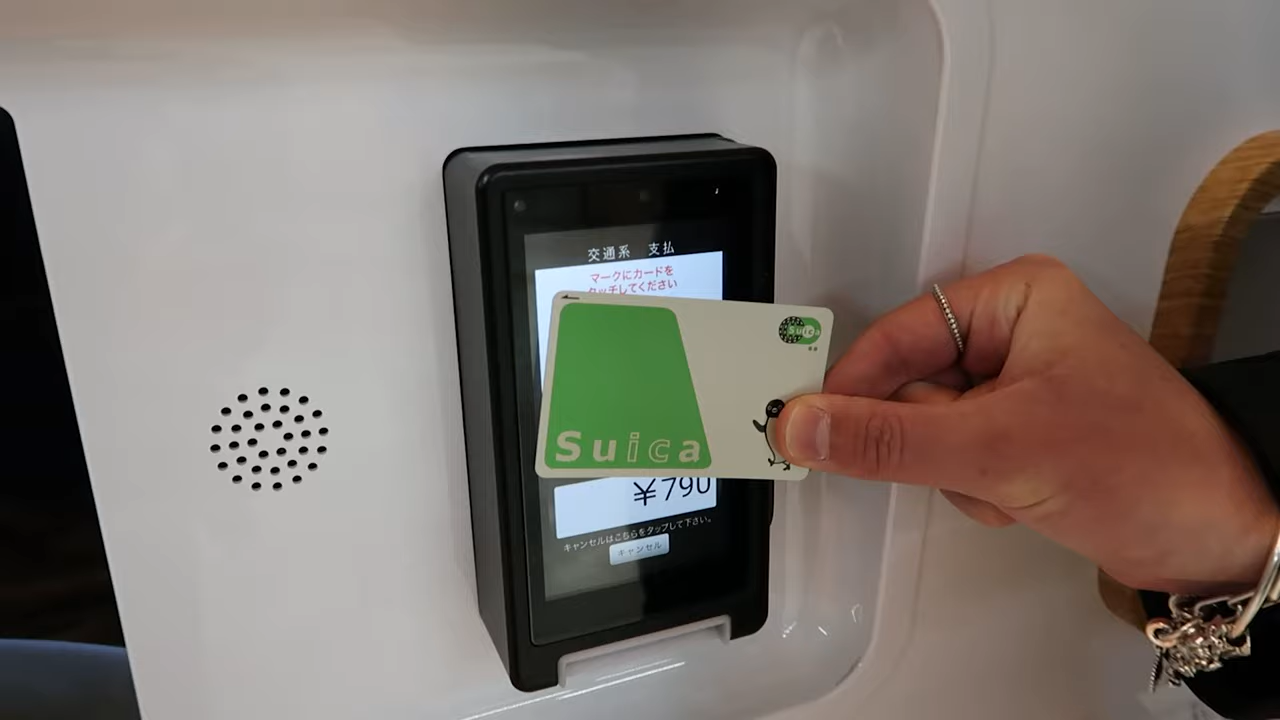 交通系 支払
マークにカードを
タッチしてください
Suica
Suica
¥790
キャンセルはこちらをタップして下さい。
キャンセル